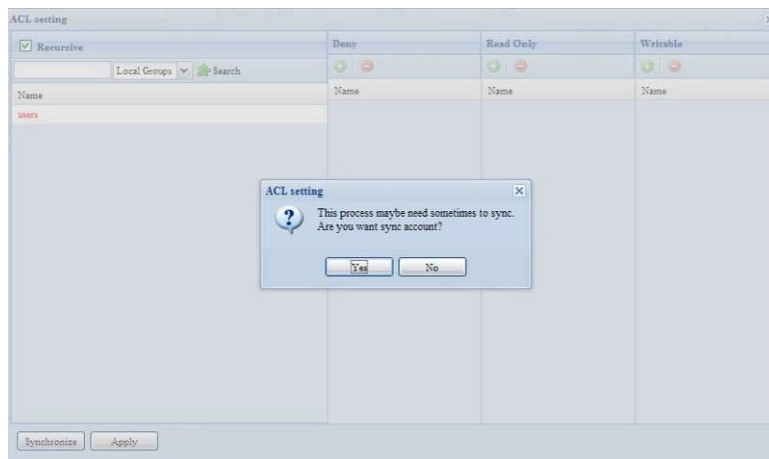 ACL setting
Recursive
Deny
Read Only
Writable
Local Groups
Search
Name
Name
Name
Name
users
ACL setting
This process maybe need sometimes to sync.
Are you want sync account?
Yes
No
Synchronize
Apply